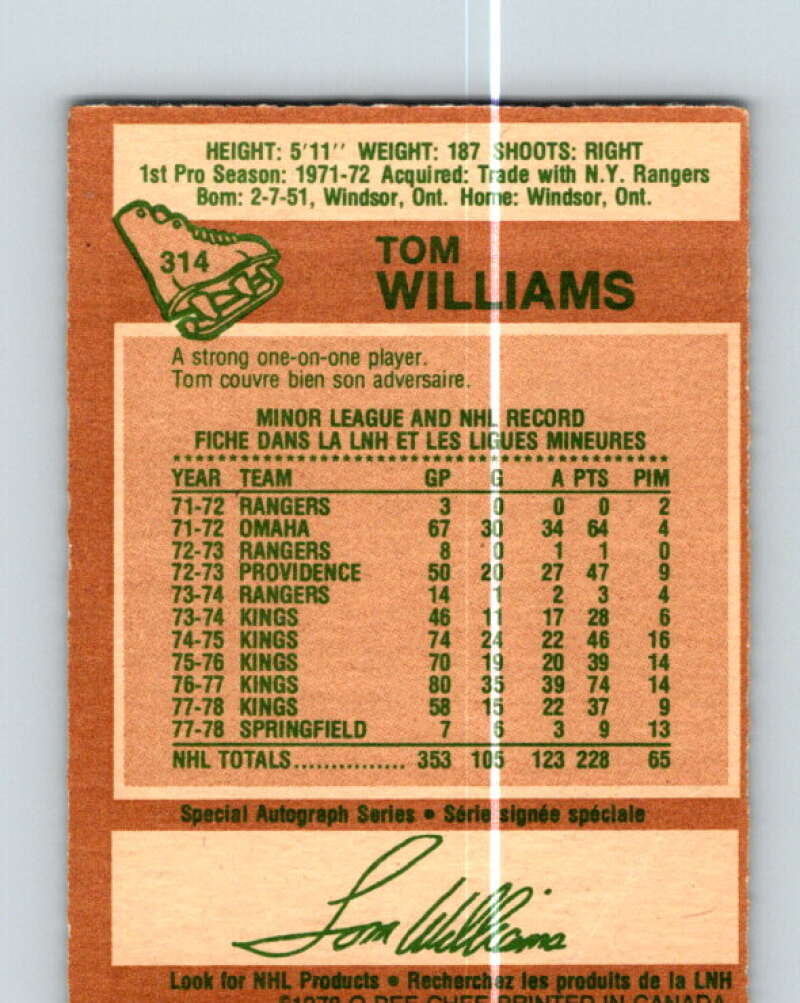 HEIGHT: 5'11'' WEIGHT: 187 SHOOTS: RIGHT
1st Pro Season: 1971-72 Acquired: Trade with N.Y. Rangers
Born: 2-7-51, Windsor, Ont. Home: Windsor, Ont.
314
TOM
WILLIAMS
A strong one-on-one player.
Tom couvre bien son adversaire.
MINOR LEAGUE AND NHL RECORD
FICHE DANS LA LNH ET LES LIGUES MINEURES
YEAR TEAM GP G A PTS PIM
71-72 RANGERS 3 0 0 0 2
71-72 OMAHA 67 30 34 64 4
72-73 RANGERS 8 0 1 1 0
72-73 PROVIDENCE 50 20 27 47 9
73-74 RANGERS 14 1 2 3 4
73-74 KINGS 46 11 17 28 6
74-75 KINGS 74 24 22 46 16
75-76 KINGS 70 19 20 39 14
76-77 KINGS 80 35 39 74 14
77-78 KINGS 58 15 22 37 9
77-78 SPRINGFIELD 7 6 3 9 13
NHL TOTALS............... 353 105 123 228 65
Special Autograph Series • Série signée spéciale
Tom Williams
Look for NHL Products • Recherchez les produits de la LNH
©1978 O-PEE-CHEE PRINTED IN CANADA